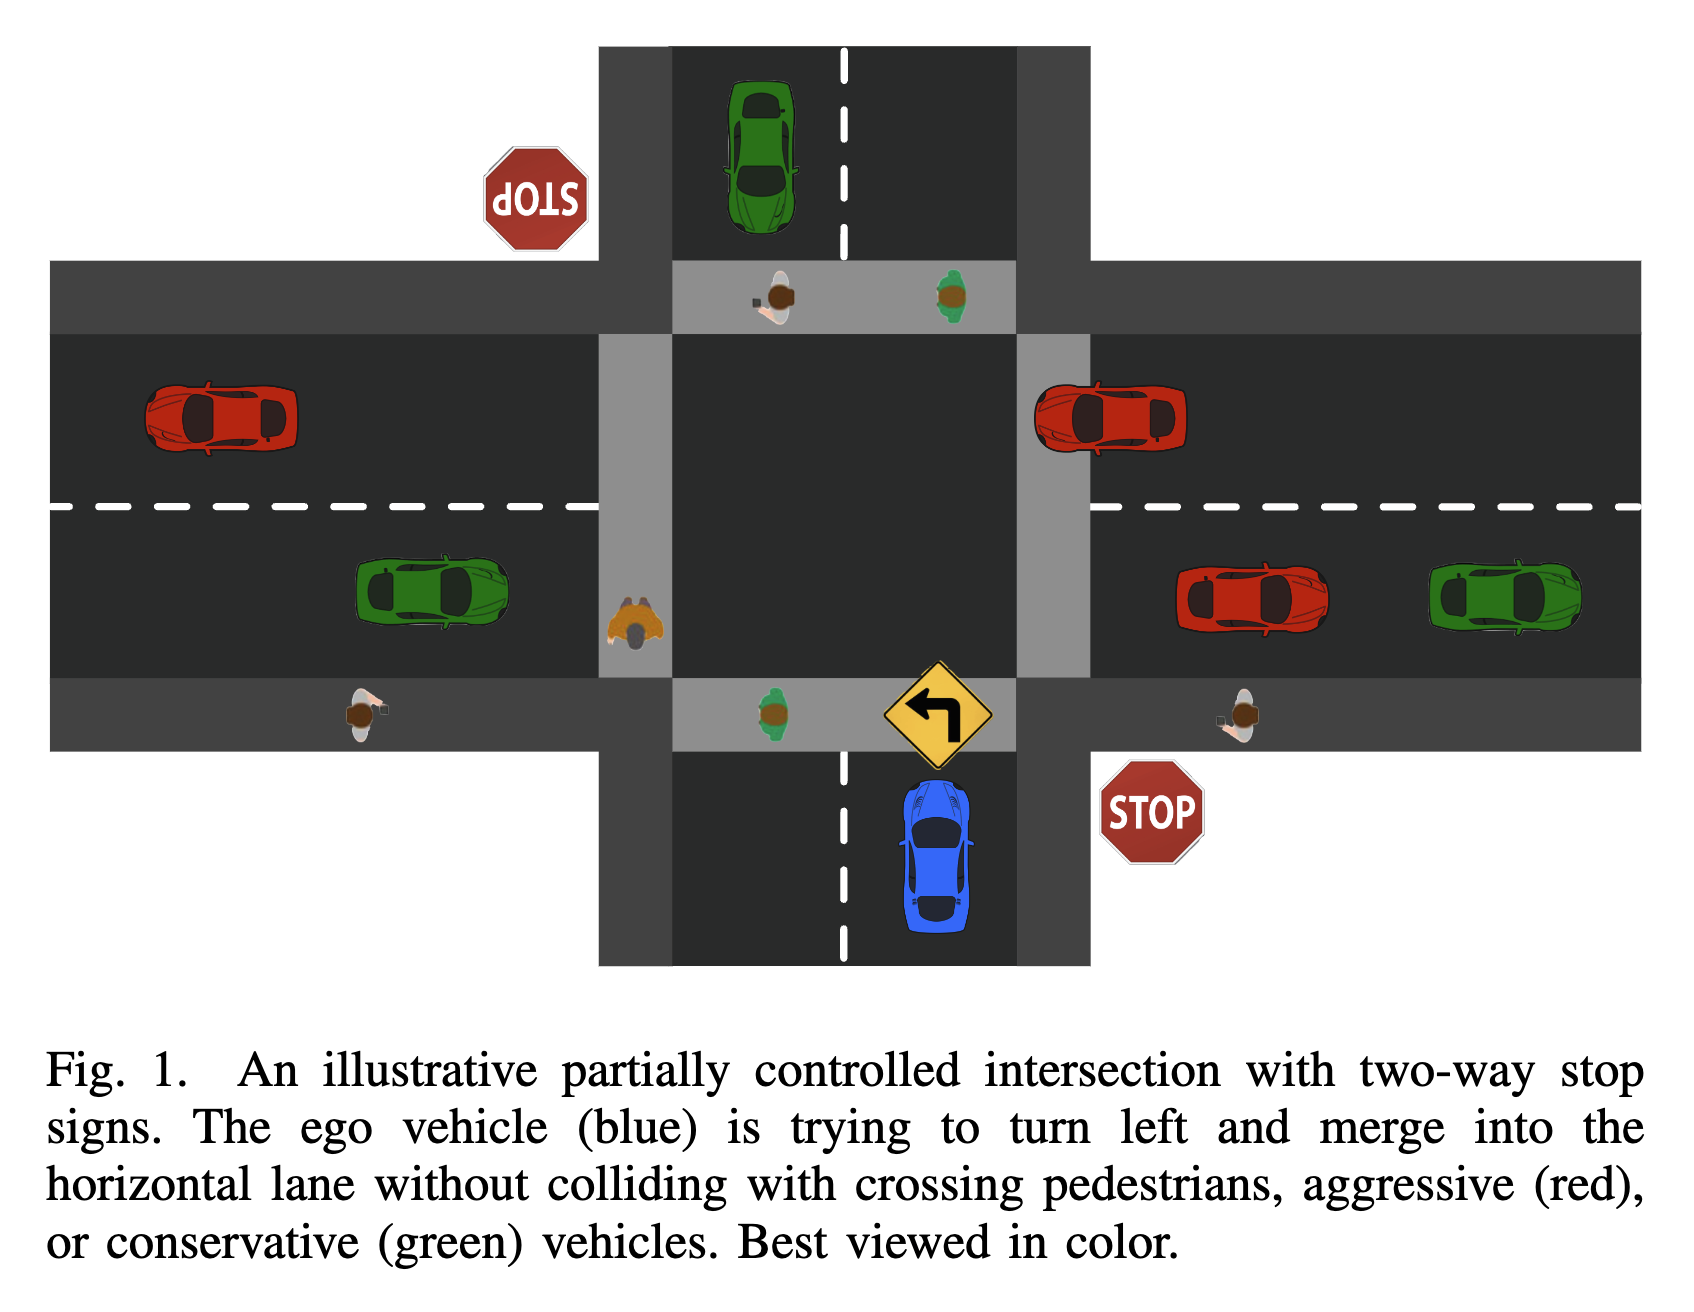 STOP
STOP
Fig. 1. An illustrative partially controlled intersection with two-way stop
signs. The ego vehicle (blue) is trying to turn left and merge into the
horizontal lane without colliding with crossing pedestrians, aggressive (red),
or conservative (green) vehicles. Best viewed in color.